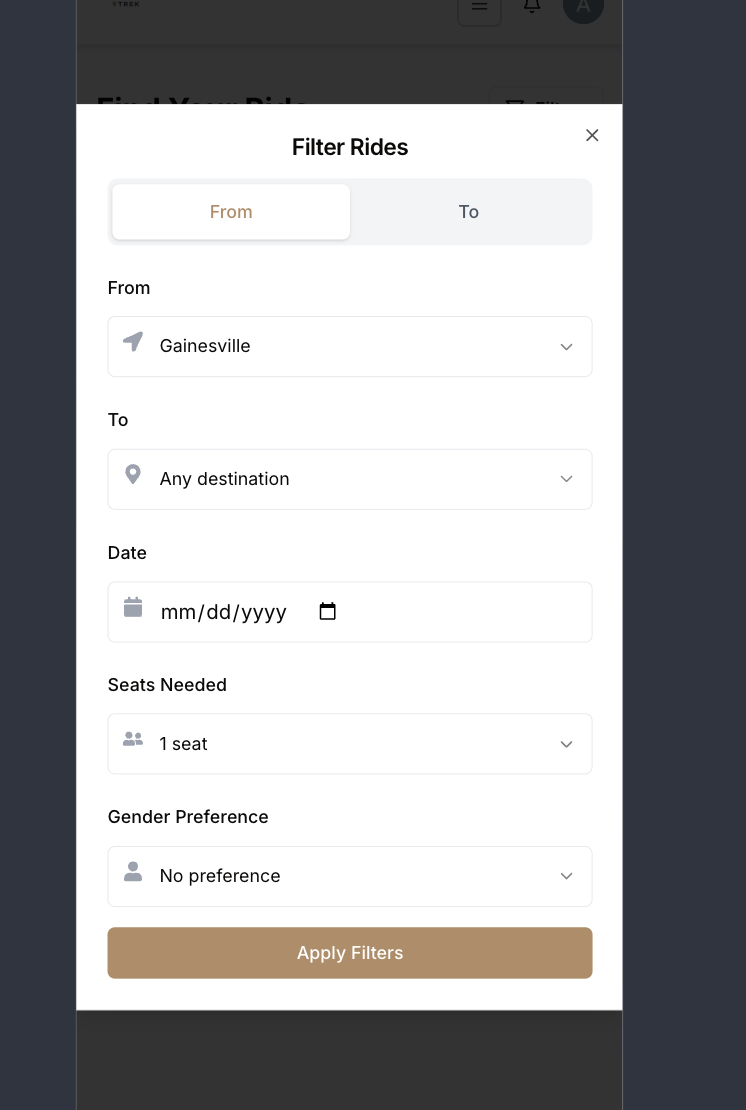 A
Filter Rides
From To
From
Gainesville
To
Any destination
Date
mm/dd/yyyy
Seats Needed
1 seat
Gender Preference
No preference
Apply Filters